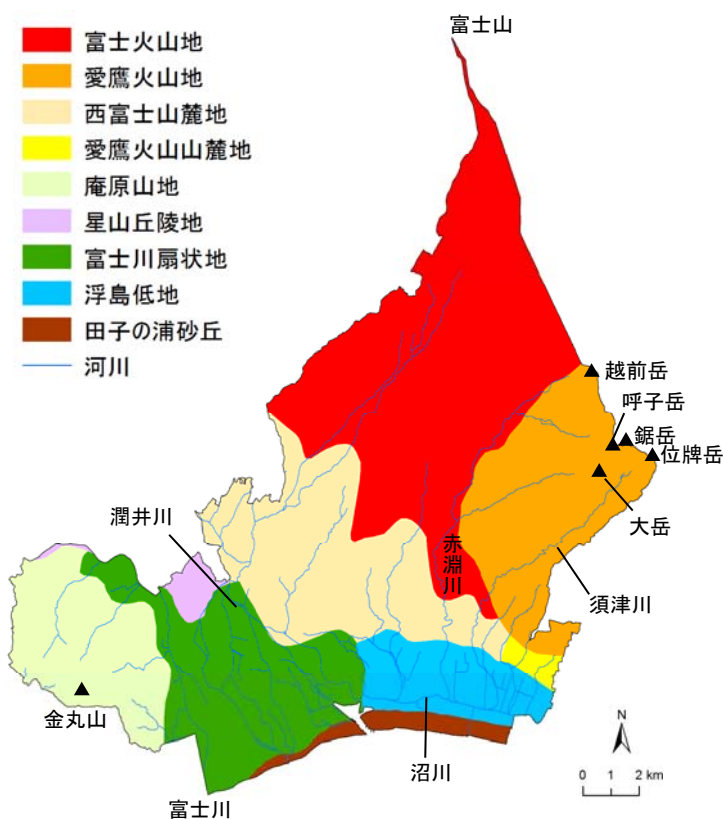 富士山
富士火山地
愛鷹火山地
西富士山麓地
愛鷹火山山麓地
庵原山地
星山丘陵地
富士川扇状地
浮島低地
田子の浦砂丘
河川
越前岳
呼子岳
鋸岳
位牌岳
大岳
潤井川
赤淵川
須津川
金丸山
沼川
富士川
N
0 1 2 km